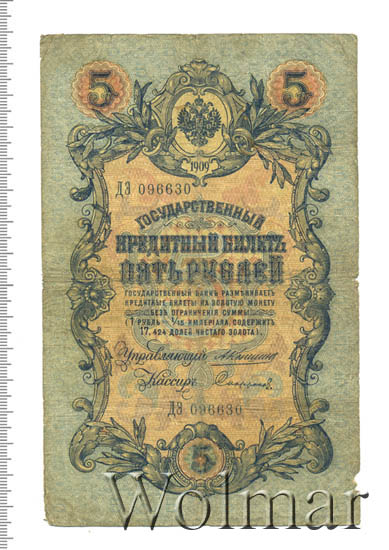 5 5
1909
ДЗ 096630
ГОСУДАРСТВЕННЫЙ
КРЕДИТНЫЙ БИЛЕТЪ
ПЯТЬ РУБЛЕЙ
ГОСУДАРСТВЕННЫЙ БАНКЪ РАЗМѢНИВАЕТЪ
КРЕДИТНЫЕ БИЛЕТЫ НА ЗОЛОТУЮ МОНЕТУ
БЕЗЪ ОГРАНИЧЕНІЯ СУММЫ
(1 РУБЛЬ = 1/15 ИМПЕРІАЛА, СОДЕРЖИТЪ
17,424 ДОЛЕЙ ЧИСТАГО ЗОЛОТА).
Управляющій
Кассиръ
ДЗ 096630
5
Wolmar